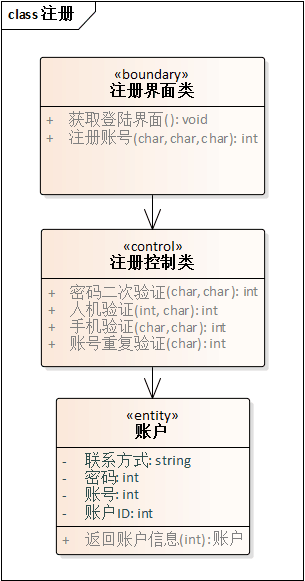 class 注册
«boundary»
注册界面类
+ 获取登陆界面(): void
+ 注册账号(char, char, char): int
«control»
注册控制类
+ 密码二次验证(char, char): int
+ 人机验证(int, char): int
+ 手机验证(char, char): int
+ 账号重复验证(char): int
«entity»
账户
- 联系方式: string
- 密码: int
- 账号: int
- 账户ID: int
+ 返回账户信息(int): 账户